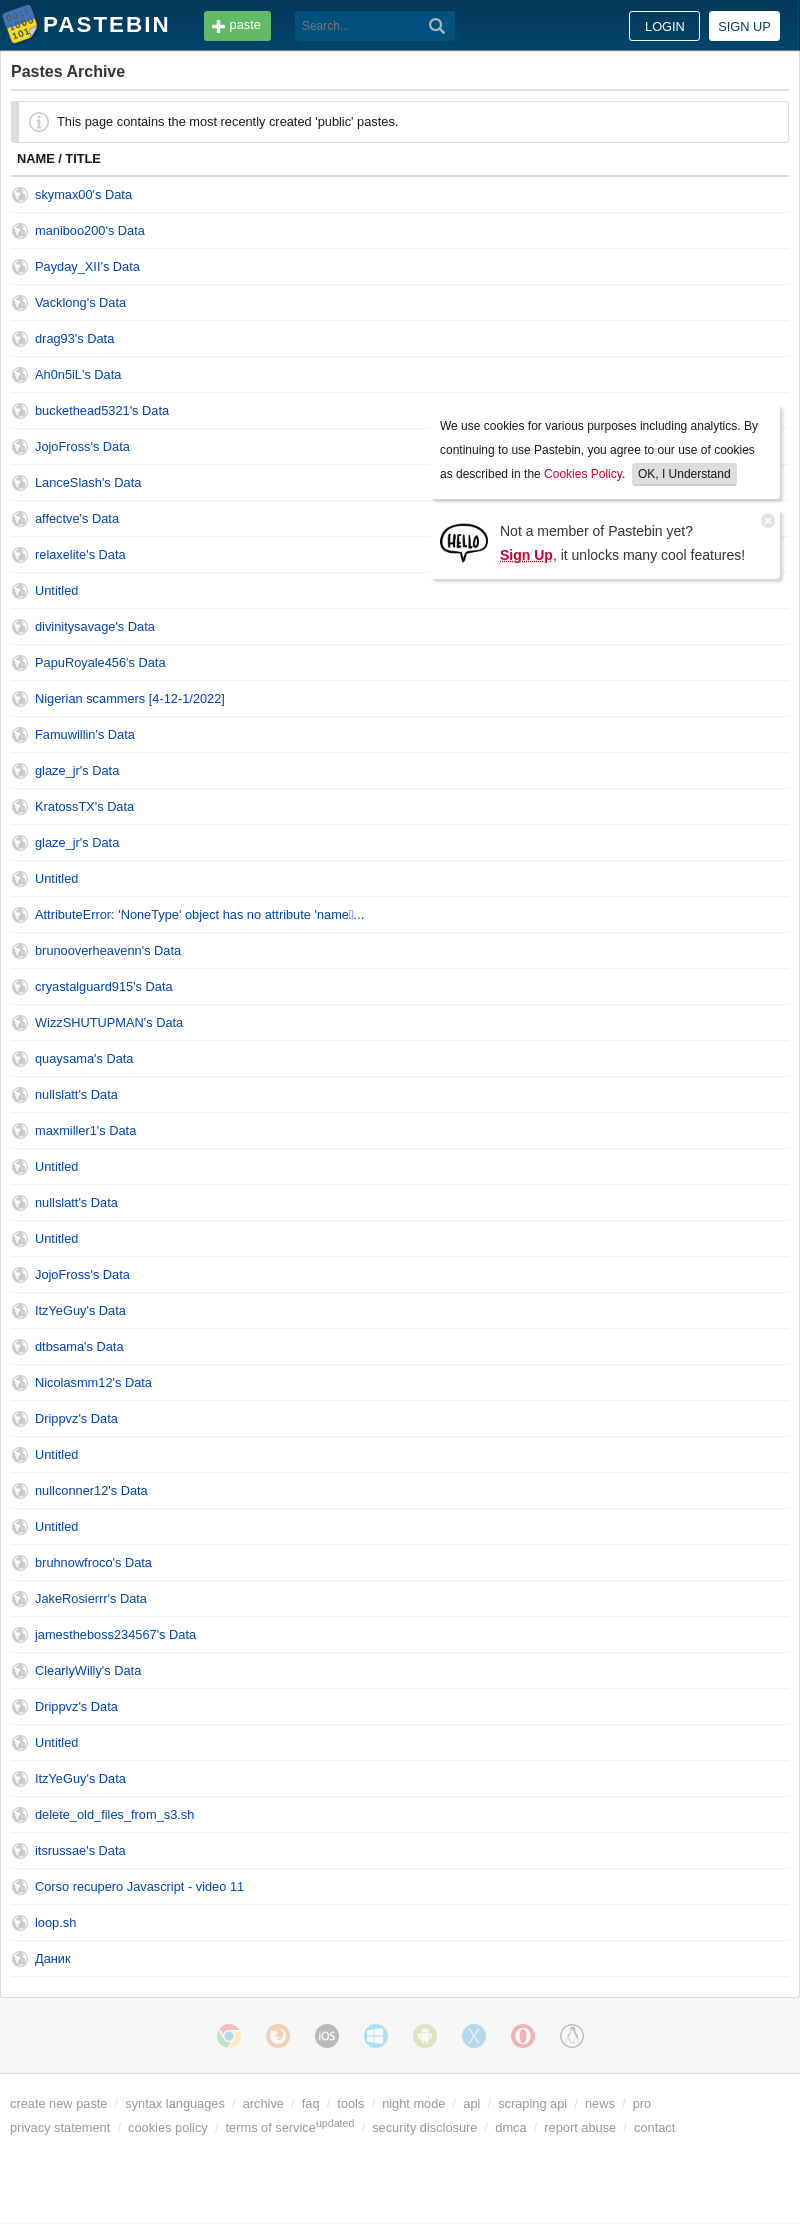 PASTEBIN paste Search... LOGIN SIGN UP
Pastes Archive
This page contains the most recently created 'public' pastes.
NAME / TITLE
skymax00's Data
maniboo200's Data
Payday_XII's Data
Vacklong's Data
drag93's Data
Ah0n5iL's Data
buckethead5321's Data
JojoFross's Data
LanceSlash's Data
affectve's Data
relaxelite's Data
Untitled
divinitysavage's Data
PapuRoyale456's Data
Nigerian scammers [4-12-1/2022]
Famuwillin's Data
glaze_jr's Data
KratossTX's Data
glaze_jr's Data
Untitled
AttributeError: 'NoneType' object has no attribute 'name...
brunooverheavenn's Data
cryastalguard915's Data
WizzSHUTUPMAN's Data
quaysama's Data
nullslatt's Data
maxmiller1's Data
Untitled
nullslatt's Data
Untitled
JojoFross's Data
ItzYeGuy's Data
dtbsama's Data
Nicolasmm12's Data
Drippvz's Data
Untitled
nullconner12's Data
Untitled
bruhnowfroco's Data
JakeRosierrr's Data
jamestheboss234567's Data
ClearlyWilly's Data
Drippvz's Data
Untitled
ItzYeGuy's Data
delete_old_files_from_s3.sh
itsrussae's Data
Corso recupero Javascript - video 11
loop.sh
Даник
We use cookies for various purposes including analytics. By
continuing to use Pastebin, you agree to our use of cookies
as described in the Cookies Policy. OK, I Understand
HELLO
Not a member of Pastebin yet?
Sign Up, it unlocks many cool features!
iOS
create new paste / syntax languages / archive / faq / tools / night mode / api / scraping api / news / pro
privacy statement / cookies policy / terms of service updated / security disclosure / dmca / report abuse / contact